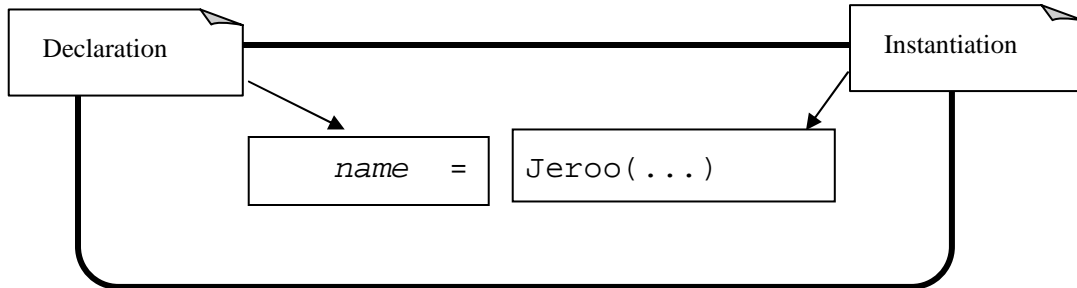 Declaration
Instantiation
name = Jeroo(...)